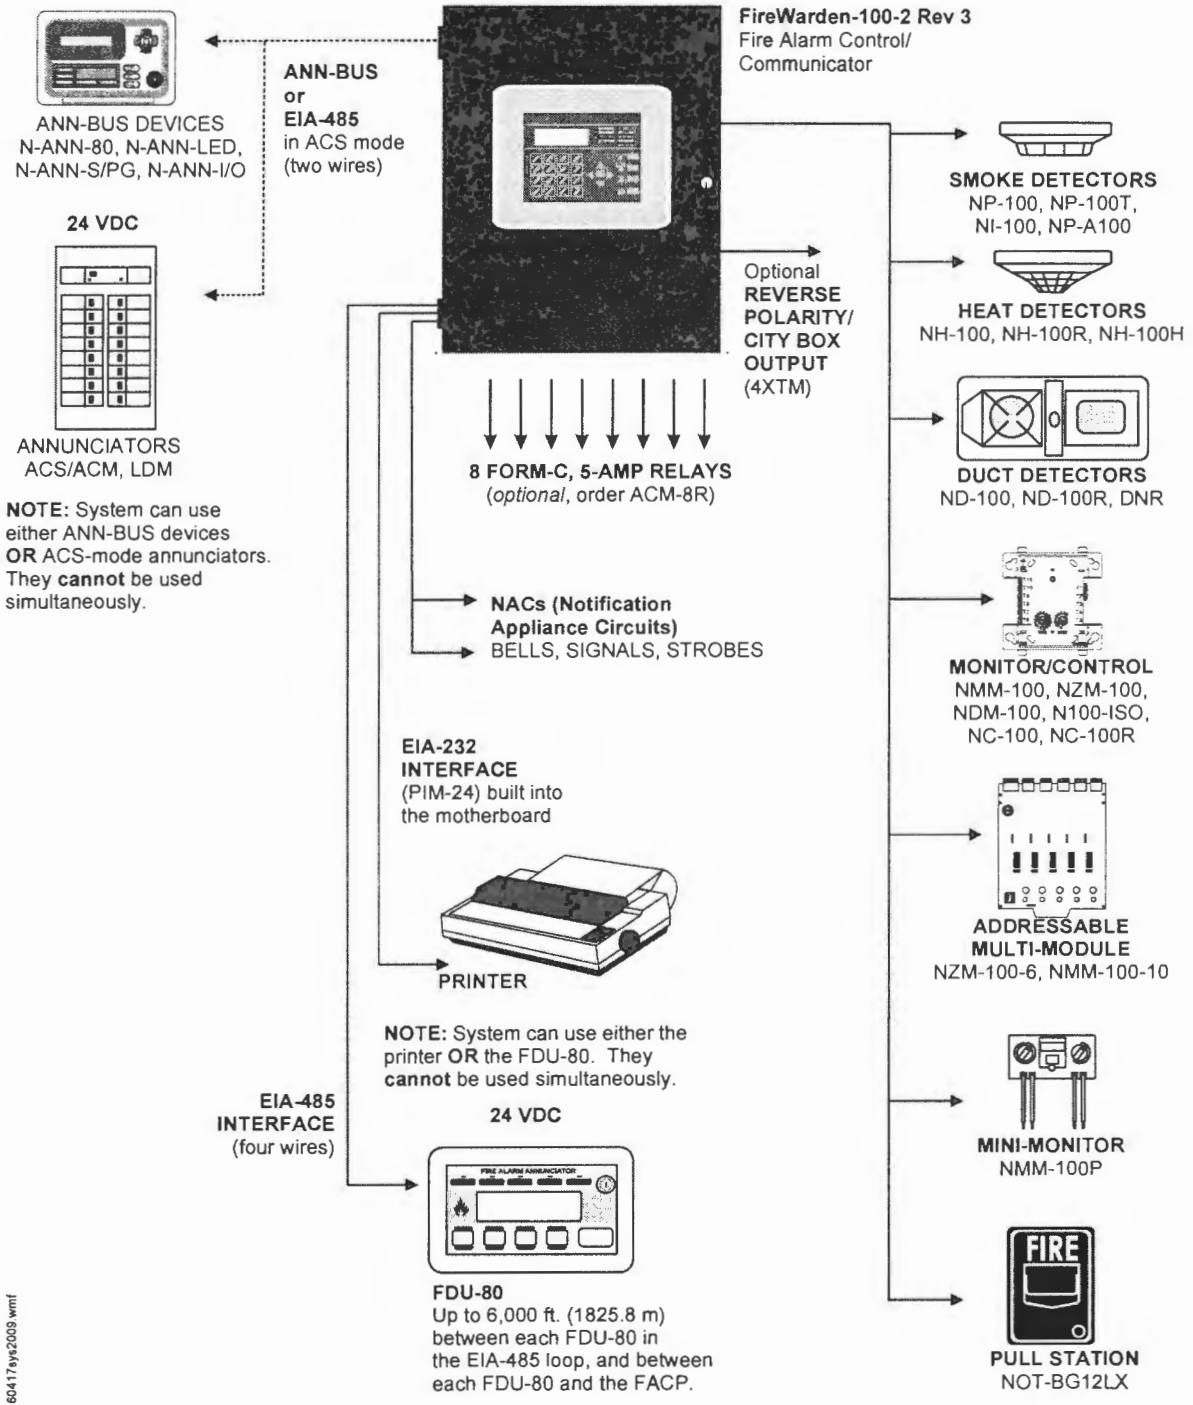 FireWarden-100-2 Rev 3
Fire Alarm Control/
Communicator
ANN-BUS
or
EIA-485
in ACS mode
(two wires)
ANN-BUS DEVICES
N-ANN-80, N-ANN-LED,
N-ANN-S/PG, N-ANN-I/O
24 VDC
ANNUNCIATORS
ACS/ACM, LDM
NOTE: System can use
either ANN-BUS devices
OR ACS-mode annunciators.
They cannot be used
simultaneously.
Optional
REVERSE
POLARITY/
CITY BOX
OUTPUT
(4XTM)
8 FORM-C, 5-AMP RELAYS
(optional, order ACM-8R)
NACs (Notification
Appliance Circuits)
BELLS, SIGNALS, STROBES
EIA-232
INTERFACE
(PIM-24) built into
the motherboard
PRINTER
NOTE: System can use either the
printer OR the FDU-80. They
cannot be used simultaneously.
EIA-485
INTERFACE
(four wires)
24 VDC
FIRE ALARM ANNUNCIATOR
FDU-80
Up to 6,000 ft. (1825.8 m)
between each FDU-80 in
the EIA-485 loop, and between
each FDU-80 and the FACP.
SMOKE DETECTORS
NP-100, NP-100T,
NI-100, NP-A100
HEAT DETECTORS
NH-100, NH-100R, NH-100H
DUCT DETECTORS
ND-100, ND-100R, DNR
MONITOR/CONTROL
NMM-100, NZM-100,
NDM-100, N100-ISO,
NC-100, NC-100R
ADDRESSABLE
MULTI-MODULE
NZM-100-6, NMM-100-10
MINI-MONITOR
NMM-100P
FIRE
PULL STATION
NOT-BG12LX
60417sys2009.wmf